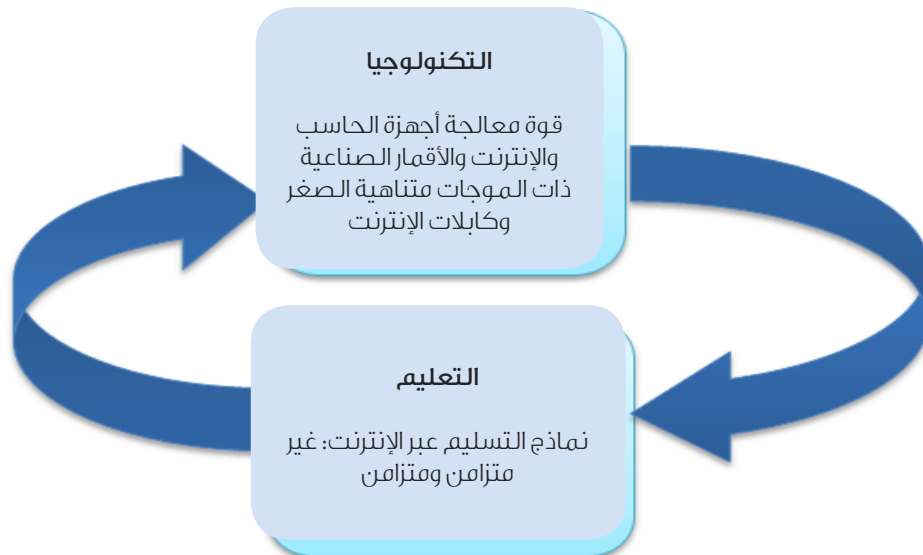 التكنولوجيا
قوة معالجة أجهزة الحاسب
والإنترنت والأقمار الصناعية
ذات الموجات متناهية الصغر
وكابلات الإنترنت
التعليم
نماذج التسليم عبر الإنترنت: غير
متزامن ومتزامن